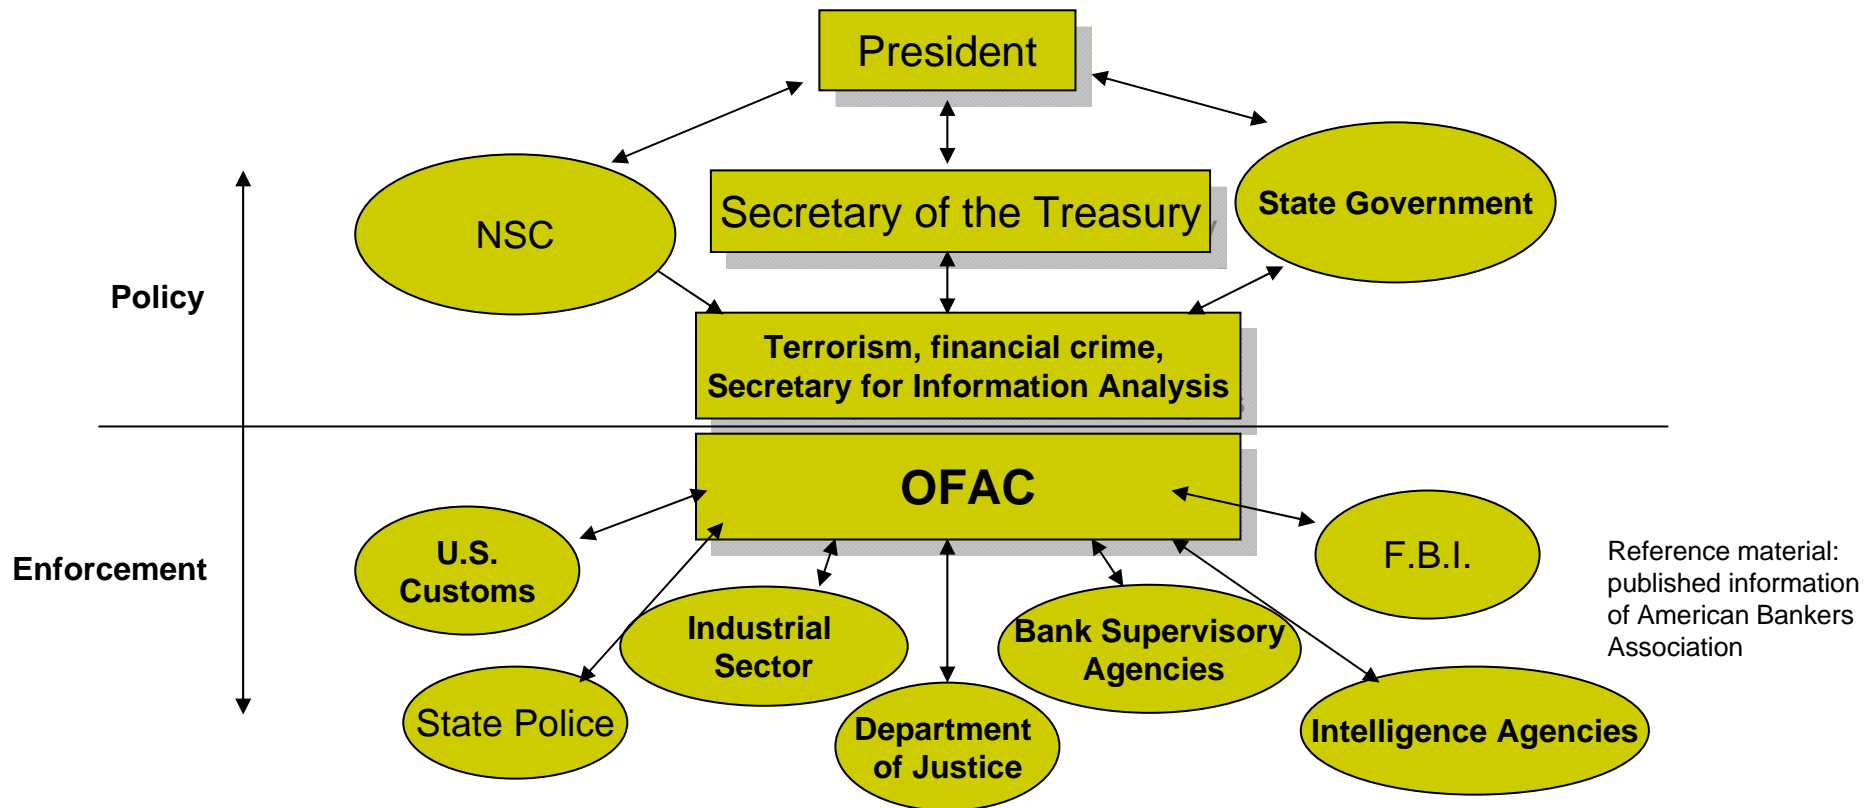 President
NSC
Secretary of the Treasury
State Government
Policy
Terrorism, financial crime,
Secretary for Information Analysis
OFAC
Enforcement
U.S.
Customs
F.B.I.
Reference material:
published information
of American Bankers
Association
Industrial
Sector
Bank Supervisory
Agencies
State Police
Department
of Justice
Intelligence Agencies